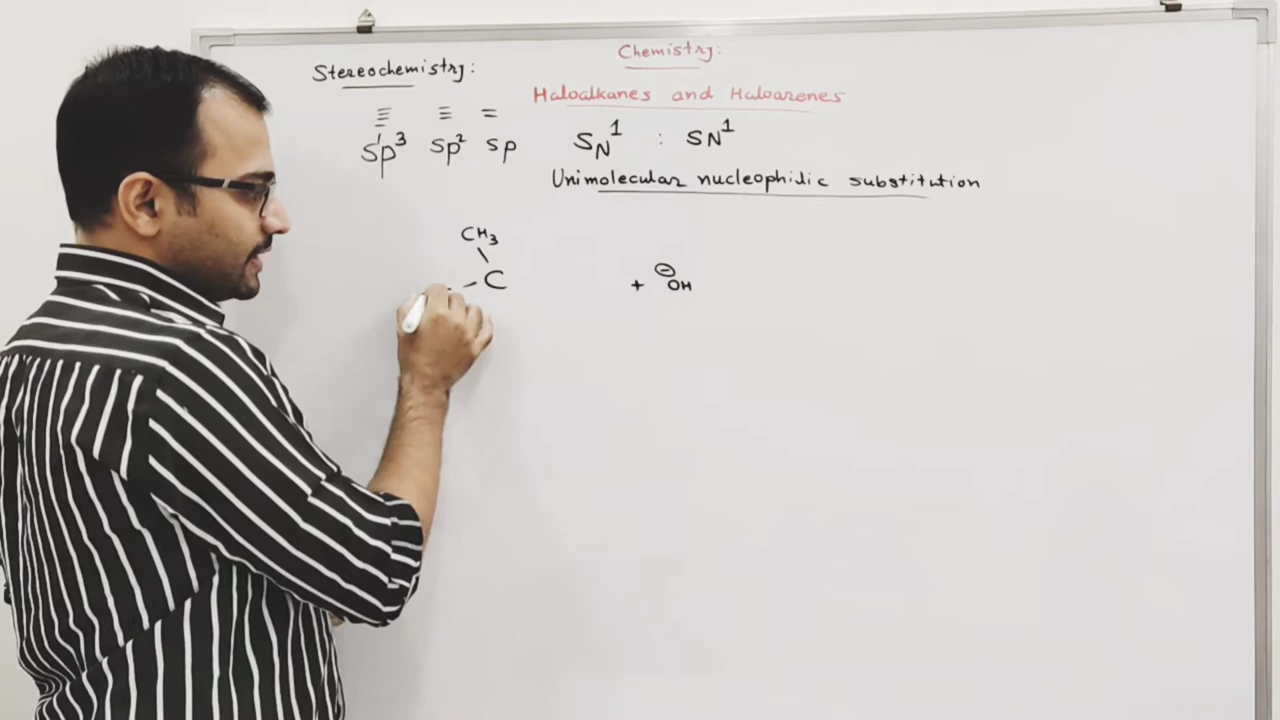 Chemistry:
Stereochemistry:
Haloalkanes and Haloarenes
≡ ≡ =
sp³ sp² sp
SN¹ : SN¹
Unimolecular nucleophilic substitution
CH₃
\
- C + ⊖OH